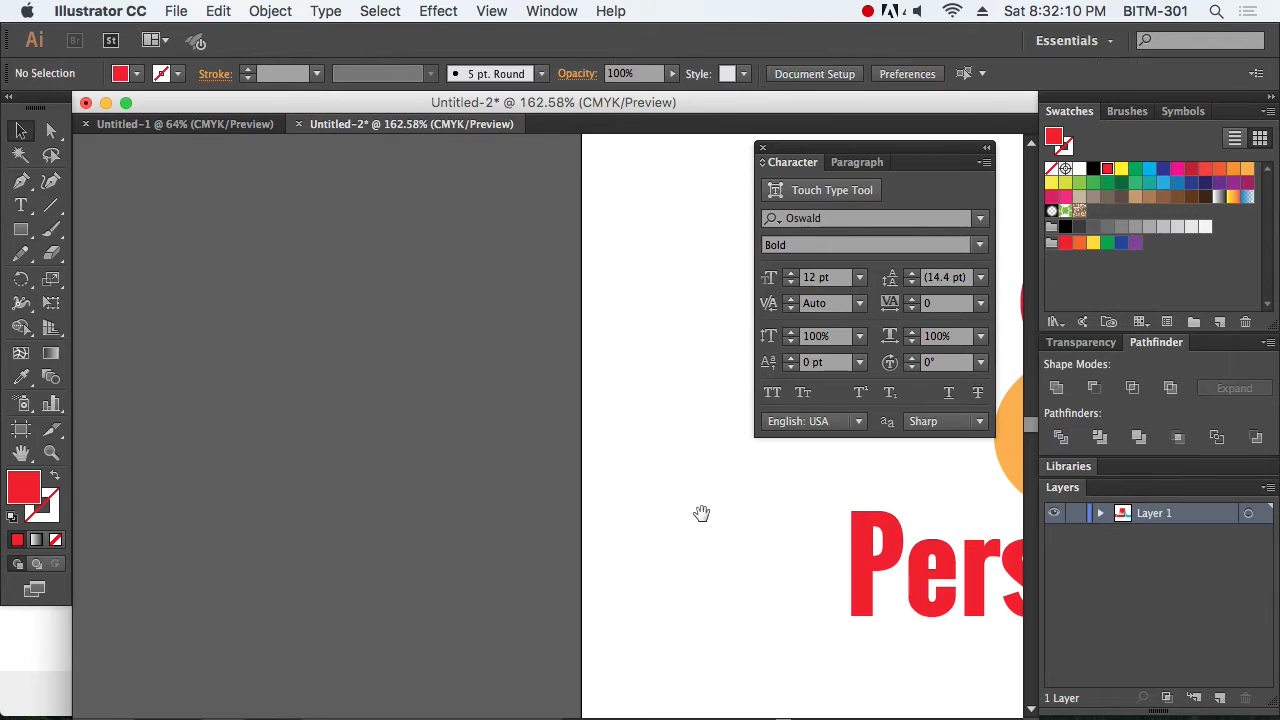 Illustrator CC File Edit Object Type Select Effect View Window Help Sat 8:32:10 PM BITM-301
Ai Br St Essentials
No Selection Stroke: 5 pt. Round Opacity: 100% Style: Document Setup Preferences
Untitled-2* @ 162.58% (CMYK/Preview)
Untitled-1 @ 64% (CMYK/Preview) Untitled-2* @ 162.58% (CMYK/Preview)
Swatches Brushes Symbols
Character Paragraph
Touch Type Tool
Oswald
Bold
12 pt (14.4 pt)
Auto 0
100% 100%
0 pt 0°
English: USA Sharp
Transparency Pathfinder
Shape Modes:
Expand
Pathfinders:
Libraries
Layers
Layer 1
Pers
1 Layer